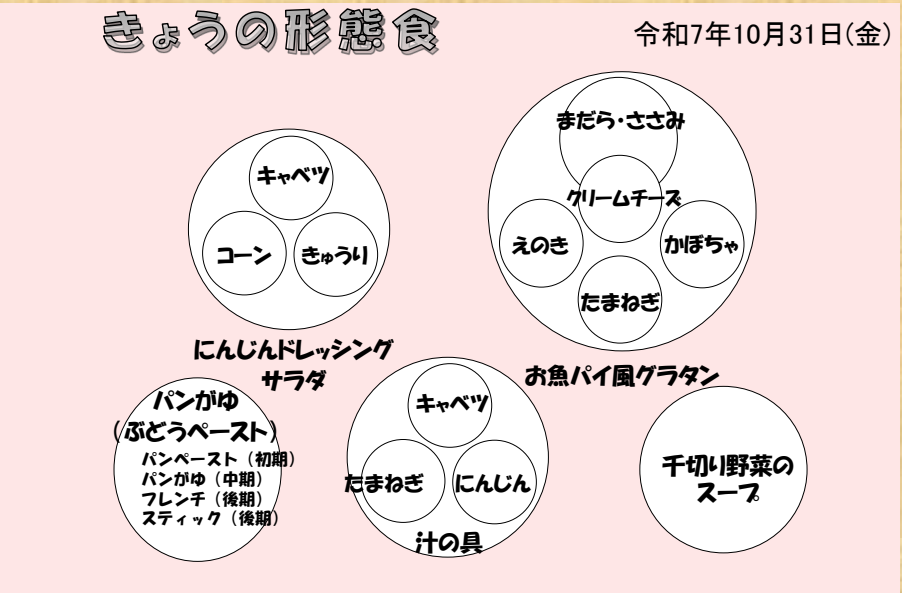 きょうの形態食
令和7年10月31日(金)
キャベツ
コーン
きゅうり
にんじんドレッシング
サラダ
まだら・ささみ
クリームチーズ
えのき
かぼちゃ
たまねぎ
お魚パイ風グラタン
パンがゆ
(ぶどうペースト)
パンペースト(初期)
パンがゆ(中期)
フレンチ(後期)
スティック(後期)
キャベツ
たまねぎ
にんじん
汁の具
千切り野菜の
スープ